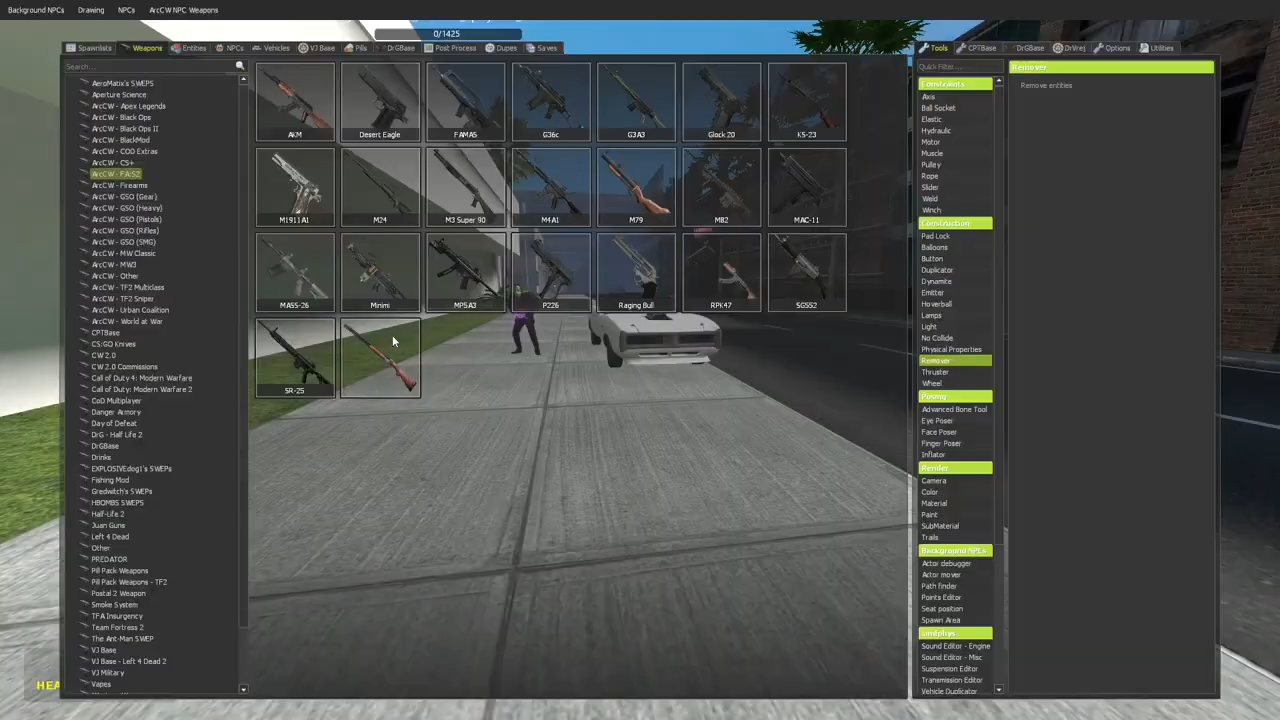 Background NPCs Drawing NPCs ArcCW NPC Weapons
0/1425
Spawnlists Weapons Entities NPCs Vehicles VJ Base Pills DrGBase Post Process Dupes Saves
Search...
AeroMatix's SWEPS
Aperture Science
ArcCW - Apex Legends
ArcCW - Black Ops
ArcCW - Black Ops II
ArcCW - BlackMod
ArcCW - COD Extras
ArcCW - CS+
ArcCW - FA:S2
ArcCW - Firearms
ArcCW - GSO (Gear)
ArcCW - GSO (Heavy)
ArcCW - GSO (Pistols)
ArcCW - GSO (Rifles)
ArcCW - GSO (SMG)
ArcCW - MW Classic
ArcCW - MW3
ArcCW - Other
ArcCW - TF2 Multiclass
ArcCW - TF2 Sniper
ArcCW - Urban Coalition
ArcCW - World at War
CPTBase
CS:GO Knives
CW 2.0
CW 2.0 Commissions
Call of Duty 4: Modern Warfare
Call of Duty: Modern Warfare 2
CoD Multiplayer
Danger Armory
Day of Defeat
DrG - Half Life 2
DrGBase
Drinks
EXPLOSIVEdog1's SWEPs
Fishing Mod
Gredwitch's SWEPs
HBOMBS SWEPS
Half-Life 2
Juan Guns
Left 4 Dead
Other
PREDATOR
Pill Pack Weapons
Pill Pack Weapons - TF2
Postal 2 Weapon
Smoke System
TFA Insurgency
Team Fortress 2
The Ant-Man SWEP
VJ Base
VJ Base - Left 4 Dead 2
VJ Military
Vapes
AKM Desert Eagle FAMAS G36c G3A3 Glock 20 KS-23
M1911A1 M24 M3 Super 90 M4A1 M79 M82 MAC-11
MASS-26 Minimi MP5A3 P226 Raging Bull RPK47 SG552
SR-25
HEA
Tools CPTBase DrGBase DrVrej Options Utilities
Quick Filter...
Constraints
Axis
Ball Socket
Elastic
Hydraulic
Motor
Muscle
Pulley
Rope
Slider
Weld
Winch
Construction
Pad Lock
Balloons
Button
Duplicator
Dynamite
Emitter
Hoverball
Lamps
Light
No Collide
Physical Properties
Remover
Thruster
Wheel
Posing
Advanced Bone Tool
Eye Poser
Face Poser
Finger Poser
Inflator
Render
Camera
Color
Material
Paint
SubMaterial
Trails
Background NPCs
Actor debugger
Actor mover
Path finder
Points Editor
Seat position
Spawn Area
simfphys
Sound Editor - Engine
Sound Editor - Misc
Suspension Editor
Transmission Editor
Vehicle Duplicator
Remover
Remove entities